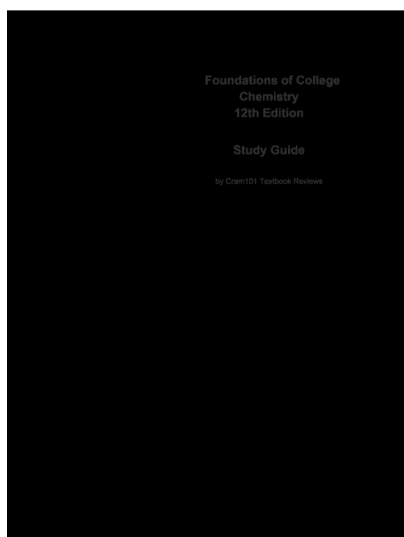 Foundations of College
Chemistry
12th Edition
Study Guide
by Cram101 Textbook Reviews